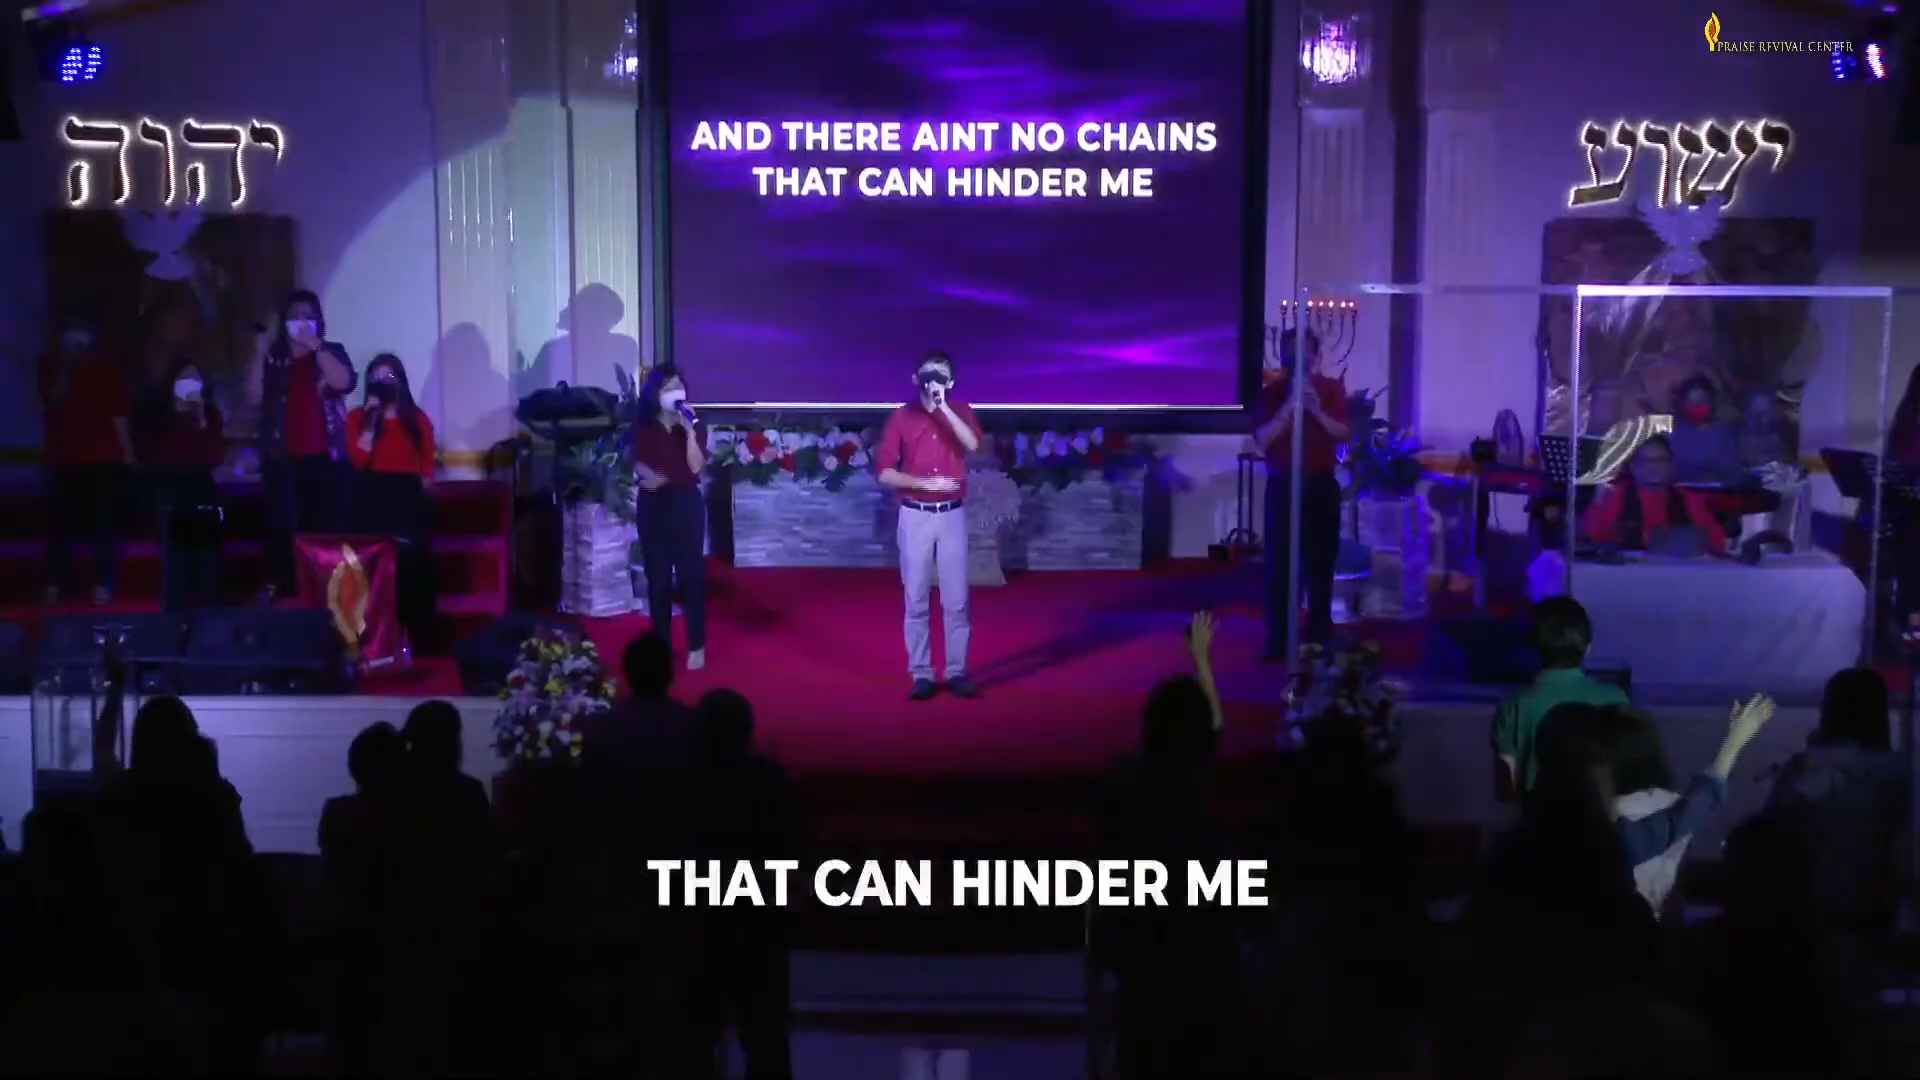 PRAISE REVIVAL CENTER
יהוה
ישוע
AND THERE AINT NO CHAINS
THAT CAN HINDER ME
THAT CAN HINDER ME